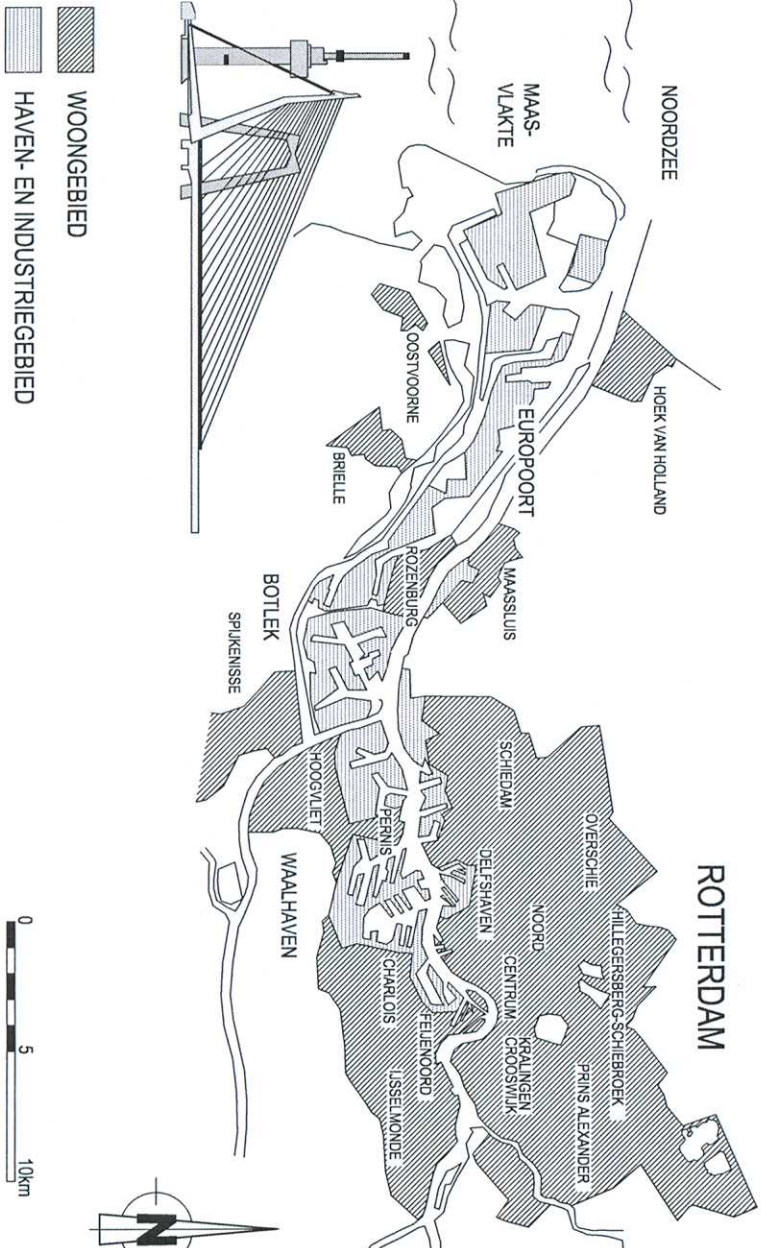 ROTTERDAM
NOORDZEE
MAAS-
VLAKTE
HOEK VAN HOLLAND
EUROPOORT
OOSTVOORNE
BRIELLE
MAASSLUIS
ROZENBURG
BOTLEK
SPIJKENISSE
HOOGVLIET
PERNIS
WAALHAVEN
SCHIEDAM
OVERSCHIE
DELFSHAVEN
NOORD
HILLEGERSBERG-SCHIEBROEK
CENTRUM
KRALINGEN
CROOSWIJK
PRINS ALEXANDER
CHARLOIS
FEIJENOORD
IJSSELMONDE
WOONGEBIED
HAVEN- EN INDUSTRIEGEBIED
0 5 10km
N